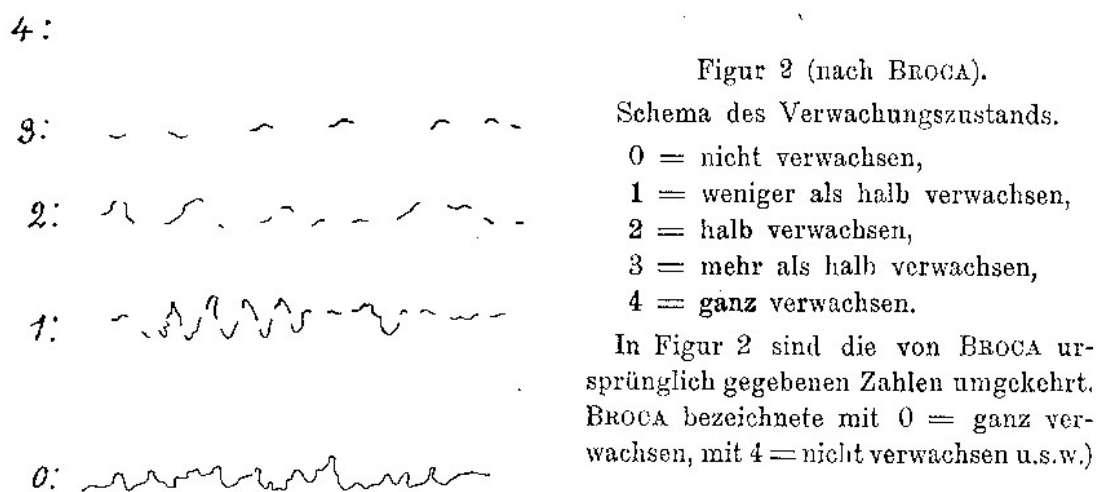 4:
3:
2:
1:
0:
Figur 2 (nach BROCA).
Schema des Verwachungszustands.
0 = nicht verwachsen,
1 = weniger als halb verwachsen,
2 = halb verwachsen,
3 = mehr als halb verwachsen,
4 = ganz verwachsen.
In Figur 2 sind die von BROCA ur-
sprünglich gegebenen Zahlen umgekehrt.
BROCA bezeichnete mit 0 = ganz ver-
wachsen, mit 4 = nicht verwachsen u.s.w.)